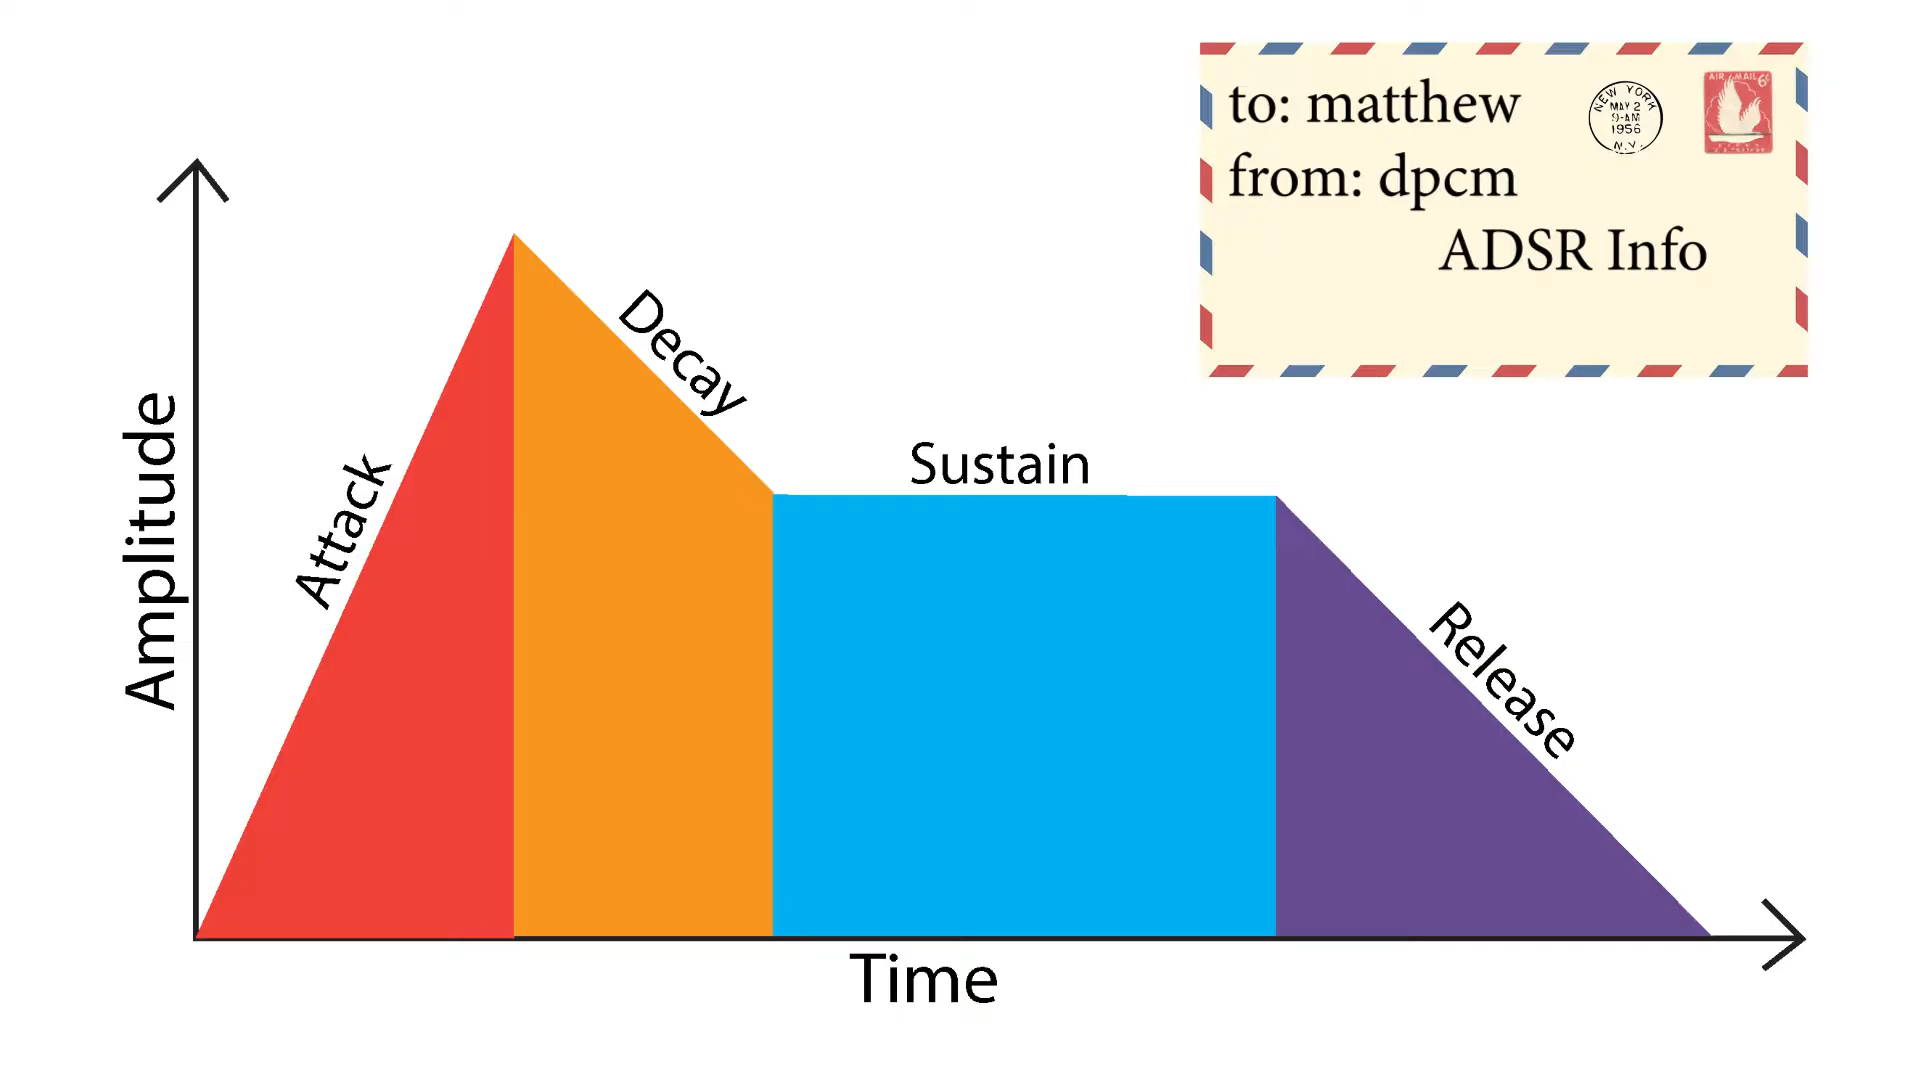 to: matthew
from: dpcm
ADSR Info
NEW YORK
MAY 2
9-AM
1956
N.Y.
AIR MAIL 6¢
Amplitude
Attack
Decay
Sustain
Release
Time